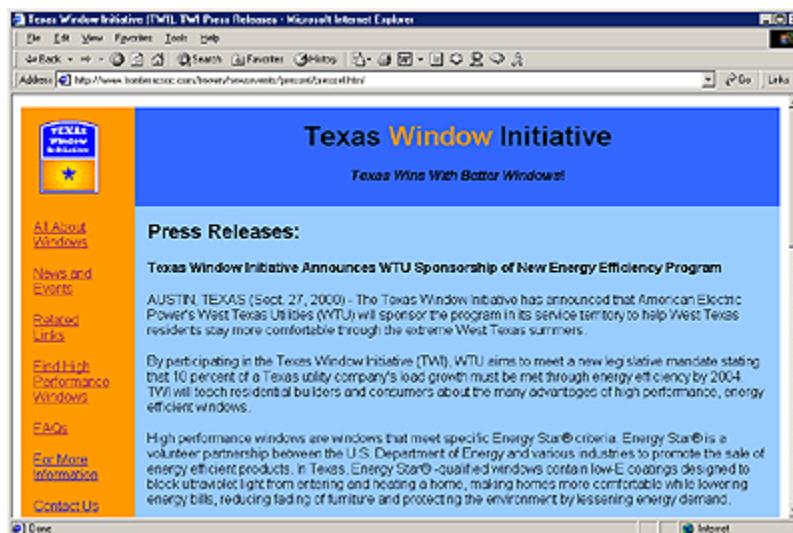 Texas Window Initiative (TWI), TWI Press Releases - Microsoft Internet Explorer
File Edit View Favorites Tools Help
Back Search Favorites History
Address Go Links
TEXAS
Window
Initiative
Texas Window Initiative
Texas Wins With Better Windows!
All About
Windows
News and
Events
Related
Links
Find High
Performance
Windows
FAQs
For More
Information
Contact Us
Press Releases:
Texas Window Initiative Announces WTU Sponsorship of New Energy Efficiency Program
AUSTIN, TEXAS (Sept. 27, 2000) - The Texas Window Initiative has announced that American Electric
Power's West Texas Utilities (WTU) will sponsor the program in its service territory to help West Texas
residents stay more comfortable through the extreme West Texas summers.
By participating in the Texas Window Initiative (TWI), WTU aims to meet a new legislative mandate stating
that 10 percent of a Texas utility company's load growth must be met through energy efficiency by 2004.
TWI will teach residential builders and consumers about the many advantages of high performance, energy
efficient windows.
High performance windows are windows that meet specific Energy Star® criteria. Energy Star® is a
volunteer partnership between the U.S. Department of Energy and various industries to promote the sale of
energy efficient products. In Texas, Energy Star® -qualified windows contain low-E coatings designed to
block ultraviolet light from entering and heating a home, making homes more comfortable while lowering
energy bills, reducing fading of furniture and protecting the environment by lessening energy demand.
Done Internet